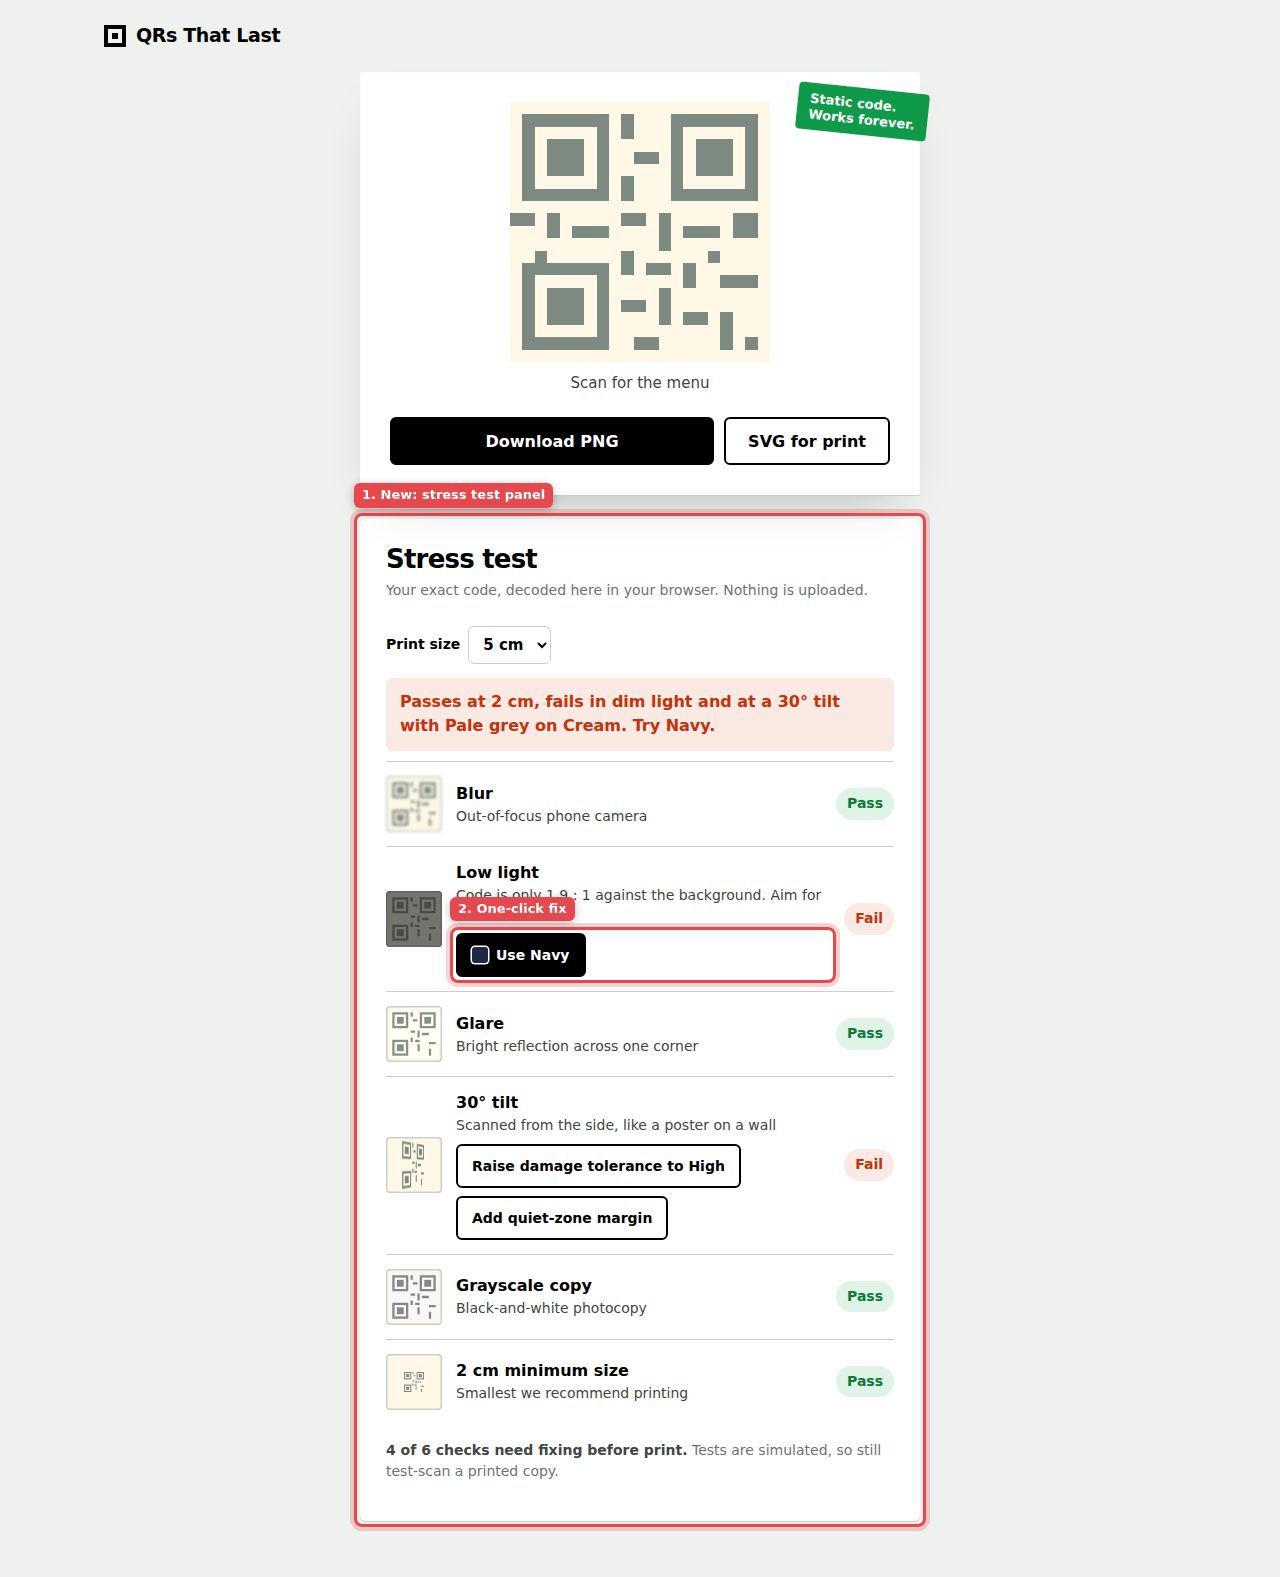 QRs That Last
Static code.
Works forever.
Scan for the menu
Download PNG
SVG for print
1. New: stress test panel
Stress test
Your exact code, decoded here in your browser. Nothing is uploaded.
Print size
5 cm
Passes at 2 cm, fails in dim light and at a 30° tilt
with Pale grey on Cream. Try Navy.
Blur
Out-of-focus phone camera
Pass
Low light
Code is only 1.9 : 1 against the background. Aim for
2. One-click fix
Use Navy
Fail
Glare
Bright reflection across one corner
Pass
30° tilt
Scanned from the side, like a poster on a wall
Raise damage tolerance to High
Add quiet-zone margin
Fail
Grayscale copy
Black-and-white photocopy
Pass
2 cm minimum size
Smallest we recommend printing
Pass
4 of 6 checks need fixing before print. Tests are simulated, so still
test-scan a printed copy.